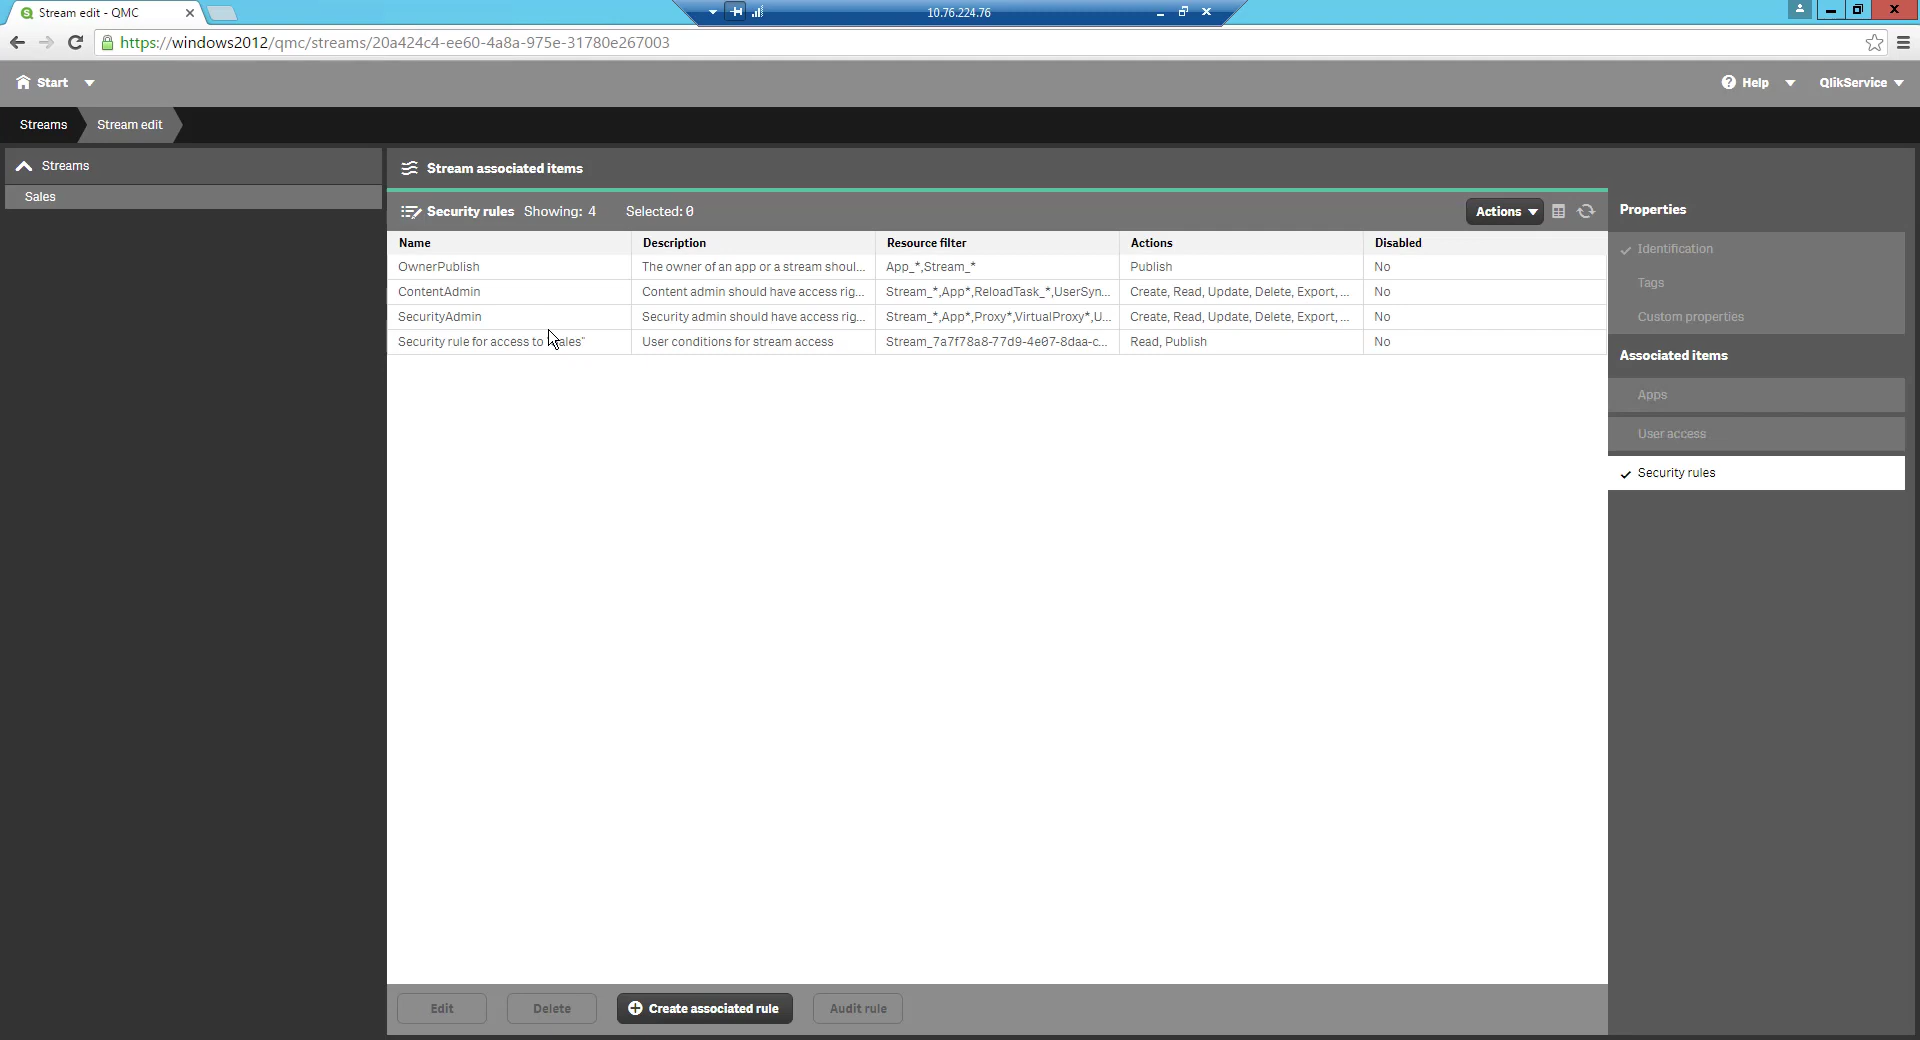 Stream edit - QMC
10.76.224.76
https://windows2012/qmc/streams/20a424c4-ee60-4a8a-975e-31780e267003
Start
Help
QlikService
Streams
Stream edit
Streams
Sales
Stream associated items
Security rules Showing: 4 Selected: 0
Actions
Name Description Resource filter Actions Disabled
OwnerPublish The owner of an app or a stream shoul... App_*,Stream_* Publish No
ContentAdmin Content admin should have access rig... Stream_*,App*,ReloadTask_*,UserSyn... Create, Read, Update, Delete, Export, ... No
SecurityAdmin Security admin should have access rig... Stream_*,App*,Proxy*,VirtualProxy*,U... Create, Read, Update, Delete, Export, ... No
Security rule for access to ales" User conditions for stream access Stream_7a7f78a8-77d9-4e07-8daa-c... Read, Publish No
Properties
Identification
Tags
Custom properties
Associated items
Apps
User access
Security rules
Edit
Delete
Create associated rule
Audit rule